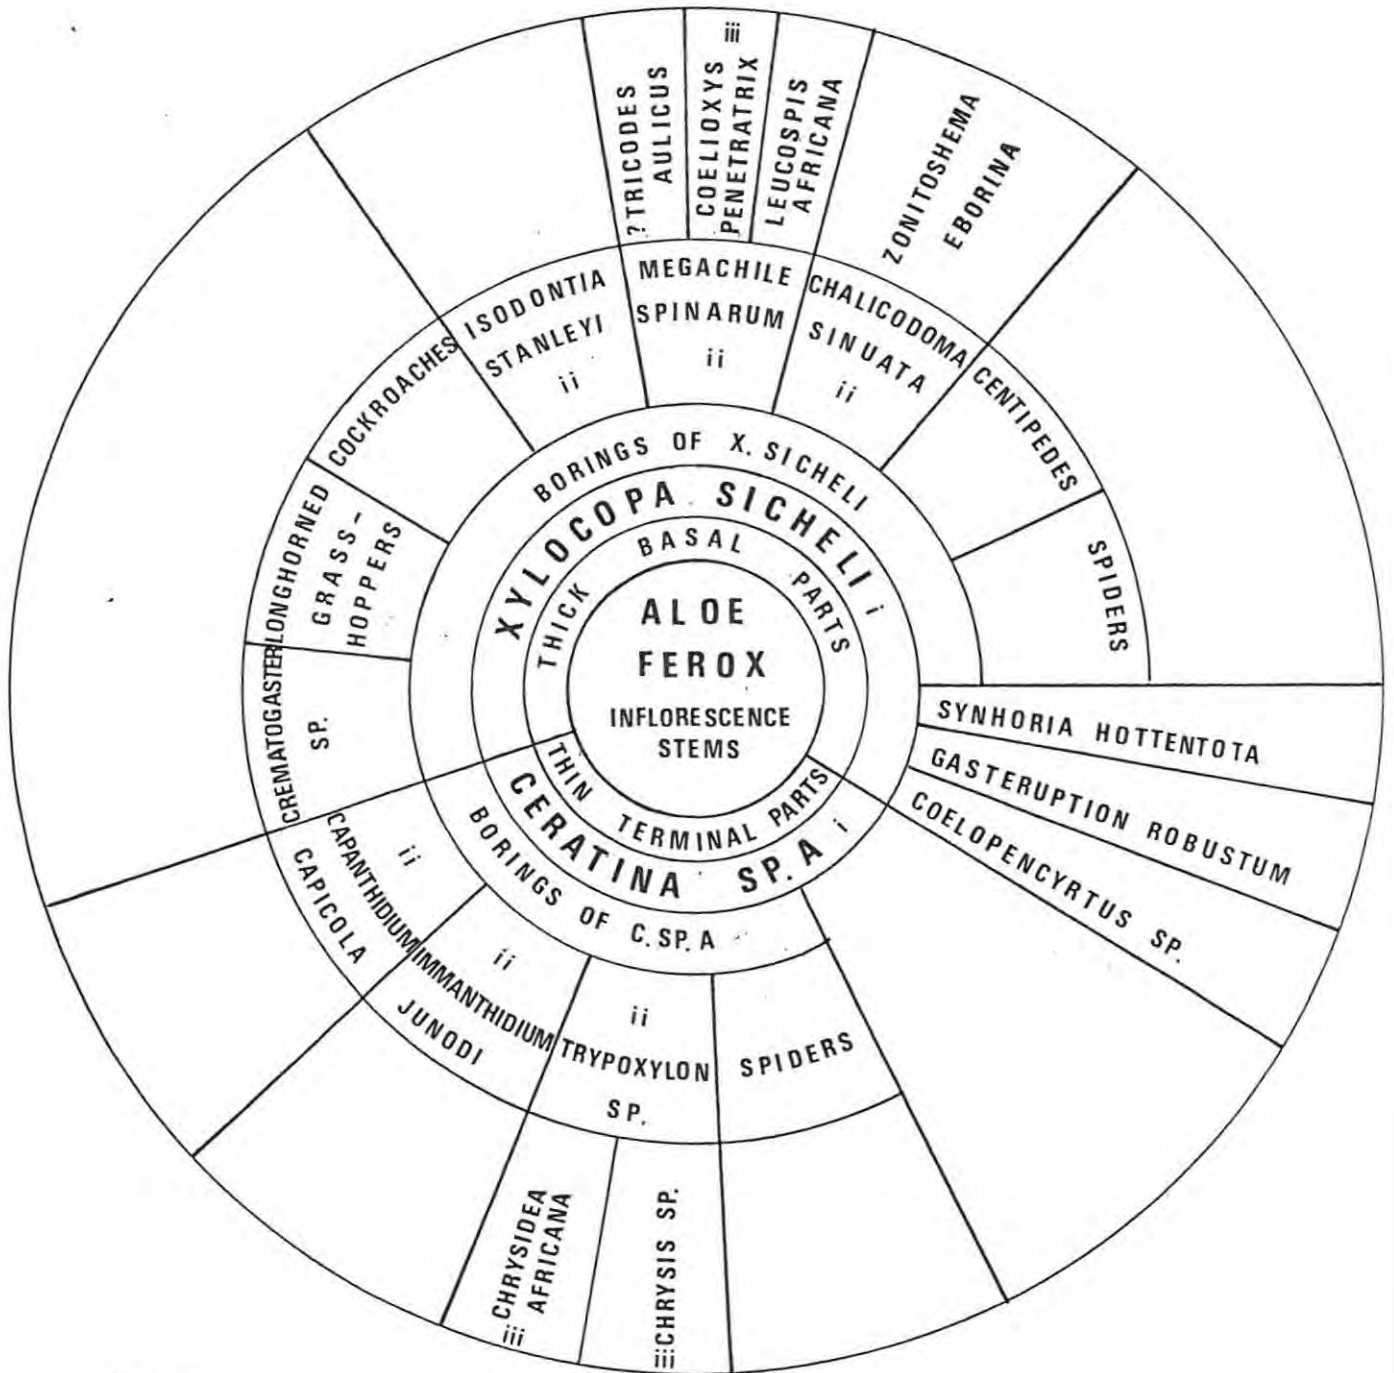 ALOE
FEROX
INFLORESCENCE
STEMS
THICK BASAL PARTS
THIN TERMINAL PARTS
XYLOCOPA SICHELI i
CERATINA SP. A i
BORINGS OF X. SICHELI
BORINGS OF C. SP. A
CREMATOGASTER
SP.
LONGHORNED
GRASS-
HOPPERS
COCKROACHES
ISODONTIA
STANLEYI
ii
MEGACHILE
SPINARUM
ii
CHALICODOMA
SINUATA
ii
CENTIPEDES
SPIDERS
?TRICODES
AULICUS
COELIOXYS
PENETRATRIX
iii
LEUCOSPIS
AFRICANA
ZONITOSHEMA
EBORINA
SYNHORIA HOTTENTOTA
GASTERUPTION ROBUSTUM
COELOPENCYRTUS SP.
ii
CAPANTHIDIUM
CAPICOLA
ii
IMMANTHIDIUM
JUNODI
ii
TRYPOXYLON
SP.
SPIDERS
CHRYSIDEA
AFRICANA
iii
iii CHRYSIS SP.